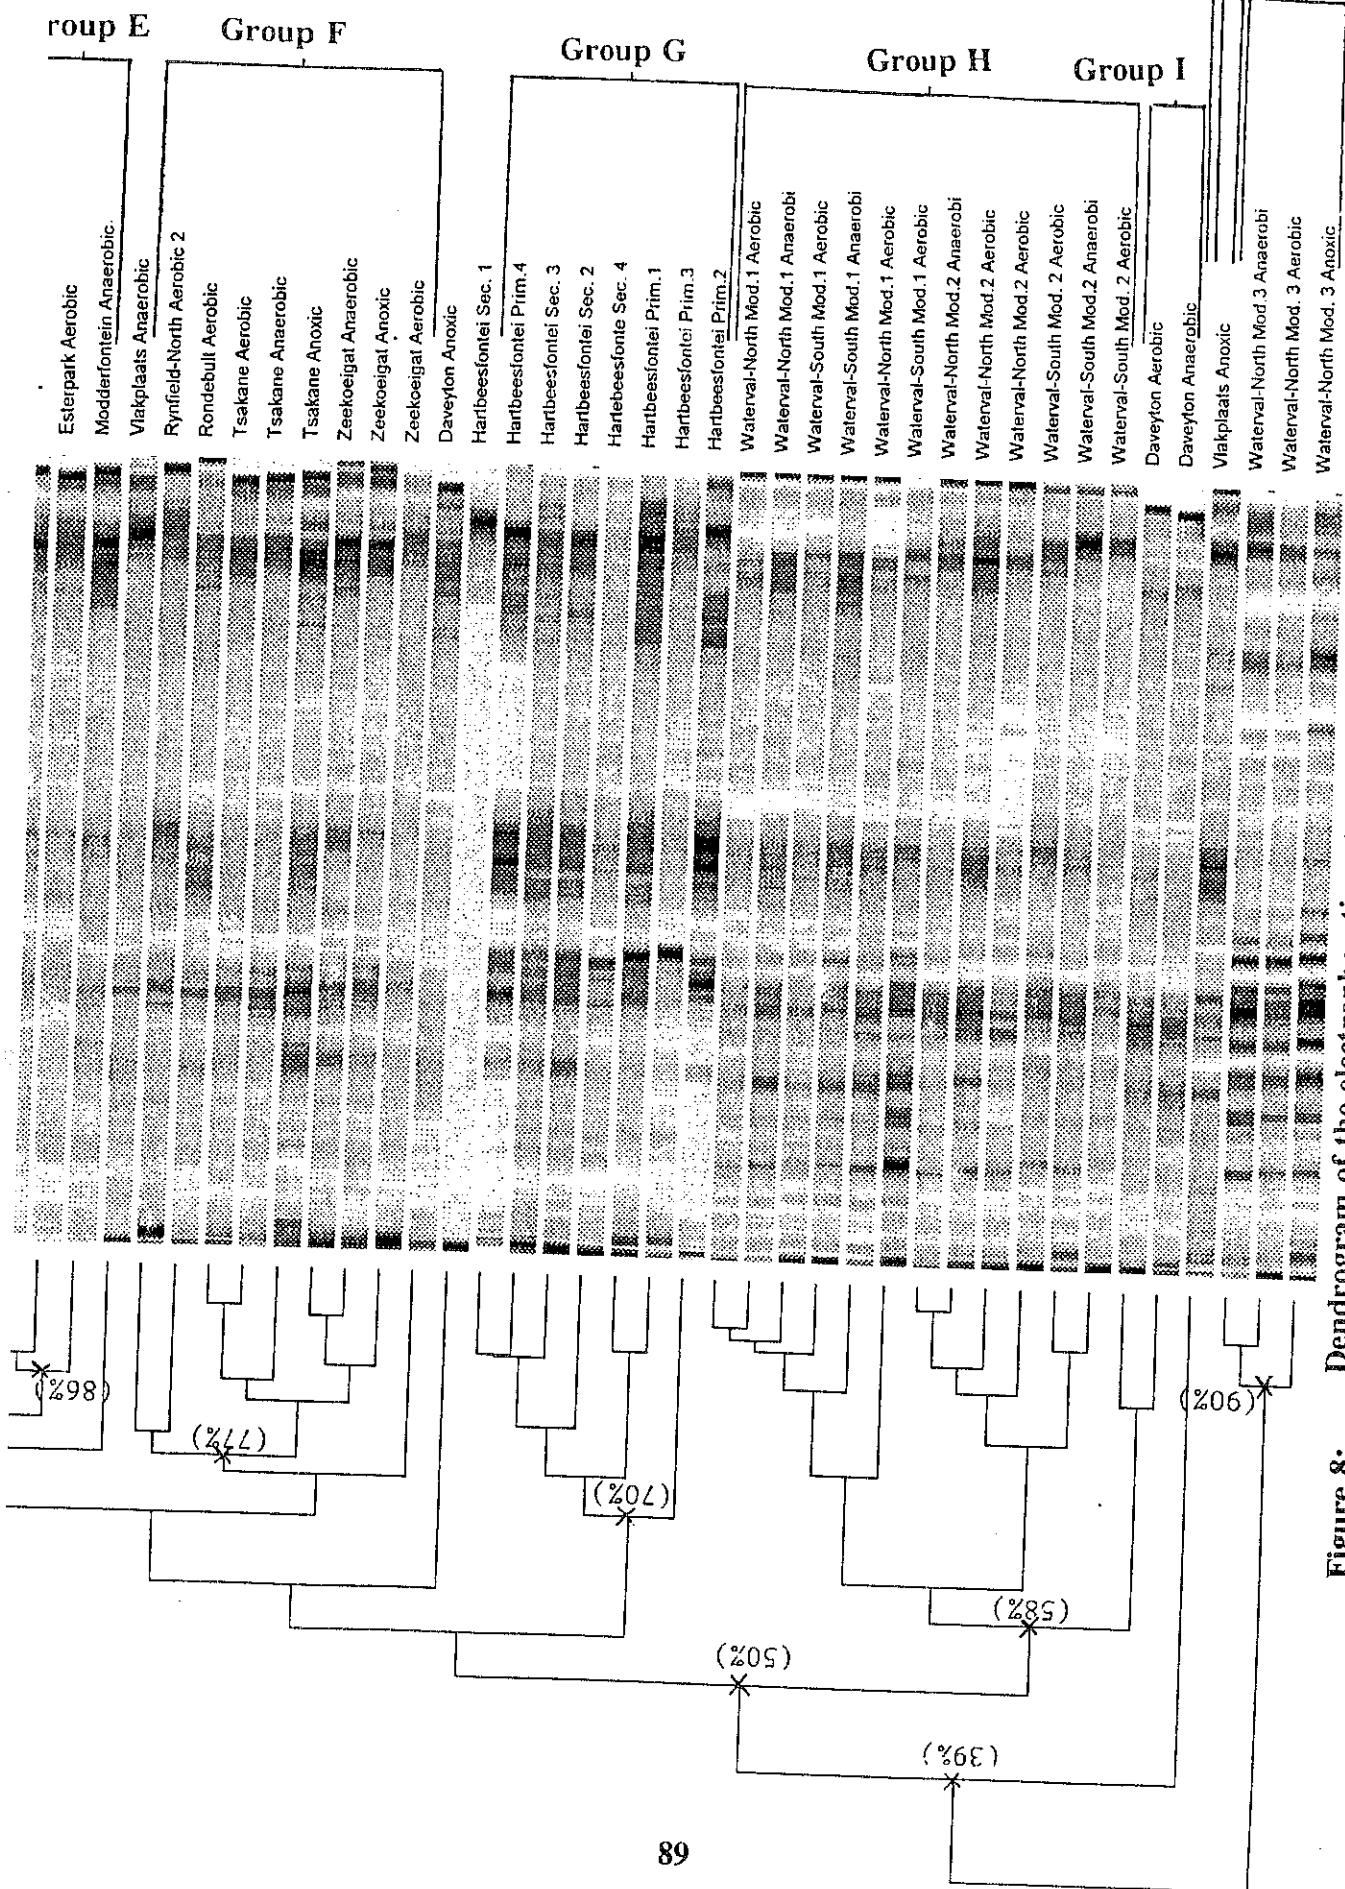 roup E
Group F
Group G
Group H
Group I
Esterpark Aerobic
Modderfontein Anaerobic.
Vlakplaats Anaerobic
Rynfield-North Aerobic 2
Rondebult Aerobic
Tsakane Aerobic
Tsakane Anaerobic
Tsakane Anoxic
Zeekoeigat Anaerobic
Zeekoeigat Anoxic
Zeekoeigat Aerobic
Daveyton Anoxic
Hartbeesfontei Sec. 1
Hartbeesfontei Prim.4
Hartbeesfontei Sec. 3
Hartbeesfontei Sec. 2
Hartebeesfonte Sec. 4
Hartbeesfontei Prim.1
Hartbeesfontei Prim.3
Hartbeesfontei Prim.2
Waterval-North Mod.1 Aerobic
Waterval-North Mod.1 Anaerobi
Waterval-South Mod.1 Aerobic
Waterval-South Mod.1 Anaerobi
Waterval-North Mod.1 Aerobic
Waterval-South Mod.1 Aerobic
Waterval-North Mod.2 Anaerobi
Waterval-North Mod.2 Aerobic
Waterval-North Mod.2 Aerobic
Waterval-South Mod. 2 Aerobic
Waterval-South Mod.2 Anaerobi
Waterval-South Mod. 2 Aerobic
Daveyton Aerobic
Daveyton Anaerobic
Vlakplaats Anoxic
Waterval-North Mod.3 Anaerobi
Waterval-North Mod. 3 Aerobic
Waterval-North Mod. 3 Anoxic
(86%)
(77%)
(70%)
(90%)
(58%)
(50%)
(39%)
Figure 8: Dendrogram of the
89